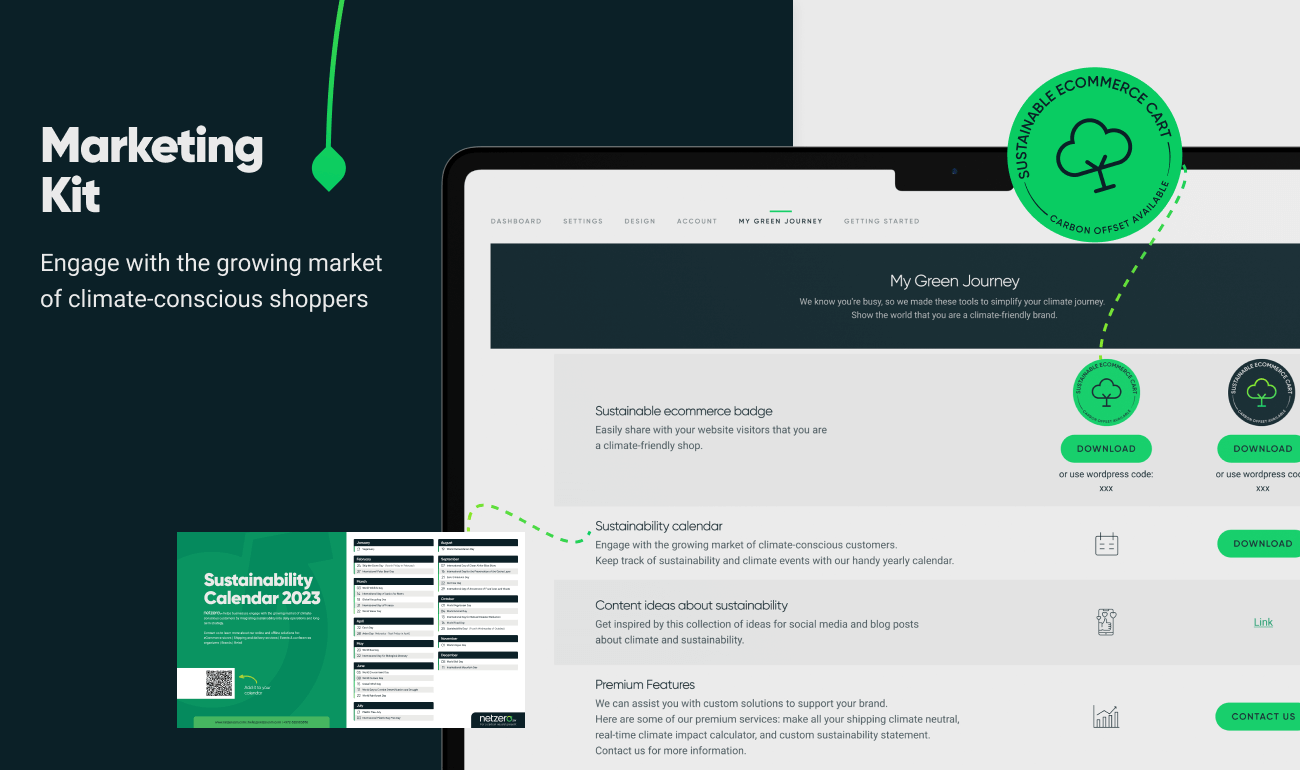 Marketing
Kit
Engage with the growing market
of climate-conscious shoppers
SUSTAINABLE ECOMMERCE CART
CARBON OFFSET AVAILABLE
DASHBOARD SETTINGS DESIGN ACCOUNT MY GREEN JOURNEY GETTING STARTED
My Green Journey
We know you're busy, so we made these tools to simplify your climate journey.
Show the world that you are a climate-friendly brand.
SUSTAINABLE ECOMMERCE CART
CARBON OFFSET AVAILABLE
SUSTAINABLE ECOMMERCE CART
CARBON OFFSET AVAILABLE
Sustainable ecommerce badge
Easily share with your website visitors that you are
a climate-friendly shop.
DOWNLOAD DOWNLOAD
or use wordpress code: or use wordpress cod
xxx xxx
Sustainability calendar
Engage with the growing market of climate-conscious customers.
Keep track of sustainability and climate events with our handy yearly calendar.
DOWNLOAD
Content ideas about sustainability
Get inspired by this collection of ideas for social media and blog posts
about climate and sustainability.
Link
Premium Features
We can assist you with custom solutions to support your brand.
Here are some of our premium services: make all your shipping climate neutral,
real-time climate impact calculator, and custom sustainability statement.
Contact us for more information.
CONTACT US
Sustainability
Calendar 2023
Add it to your
calendar
January
February
March
April
May
June
July
August
September
October
November
December
netzero